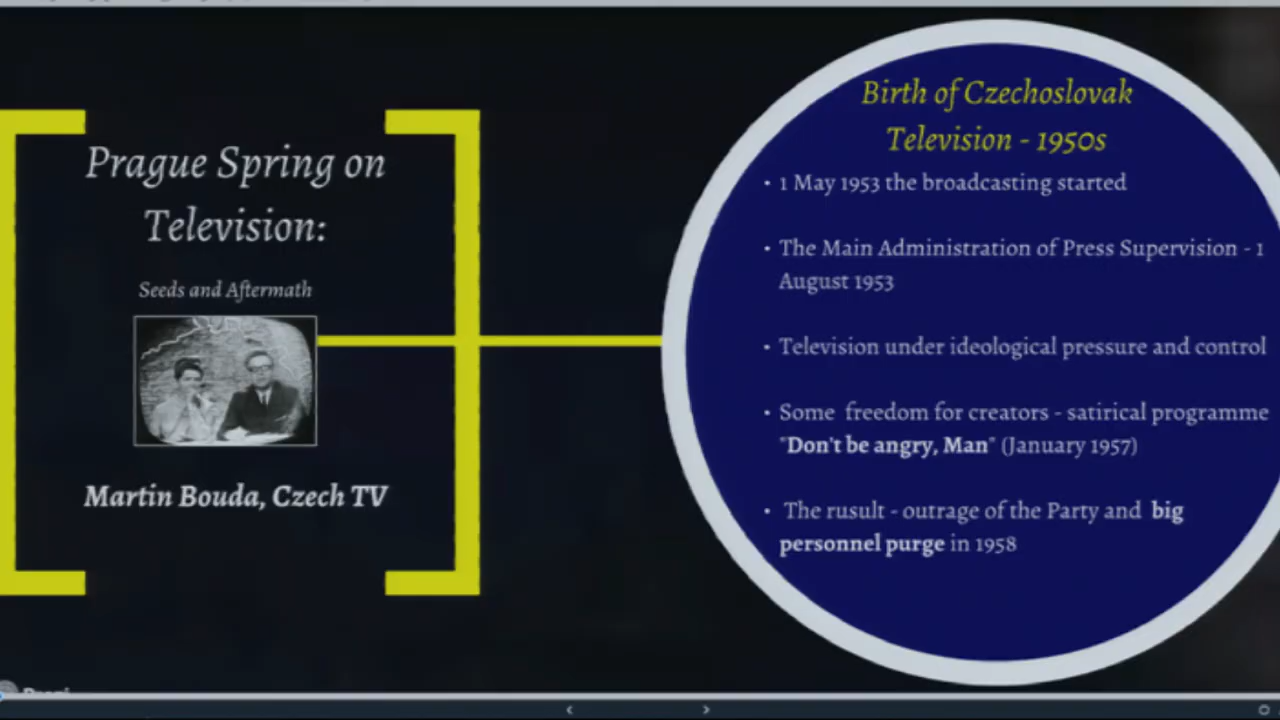 Prague Spring on
Television:
Seeds and Aftermath
Martin Bouda, Czech TV
Birth of Czechoslovak
Television - 1950s
• 1 May 1953 the broadcasting started
• The Main Administration of Press Supervision - 1
August 1953
• Television under ideological pressure and control
• Some freedom for creators - satirical programme
"Don't be angry, Man" (January 1957)
• The rusult - outrage of the Party and big
personnel purge in 1958